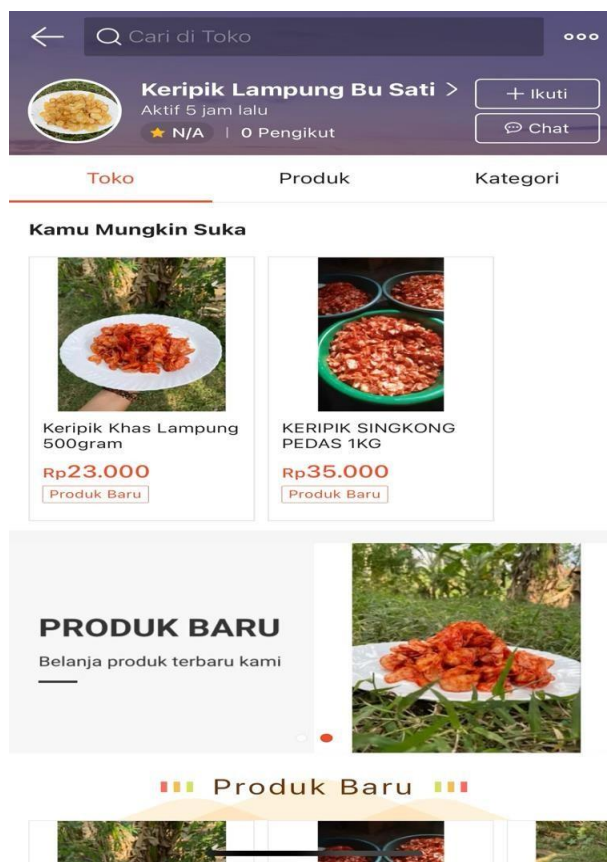 Cari di Toko
Keripik Lampung Bu Sati >
Aktif 5 jam lalu
N/A | 0 Pengikut
+ Ikuti
Chat
Toko
Produk
Kategori
Kamu Mungkin Suka
Keripik Khas Lampung
500gram
Rp23.000
Produk Baru
KERIPIK SINGKONG
PEDAS 1KG
Rp35.000
Produk Baru
PRODUK BARU
Belanja produk terbaru kami
Produk Baru